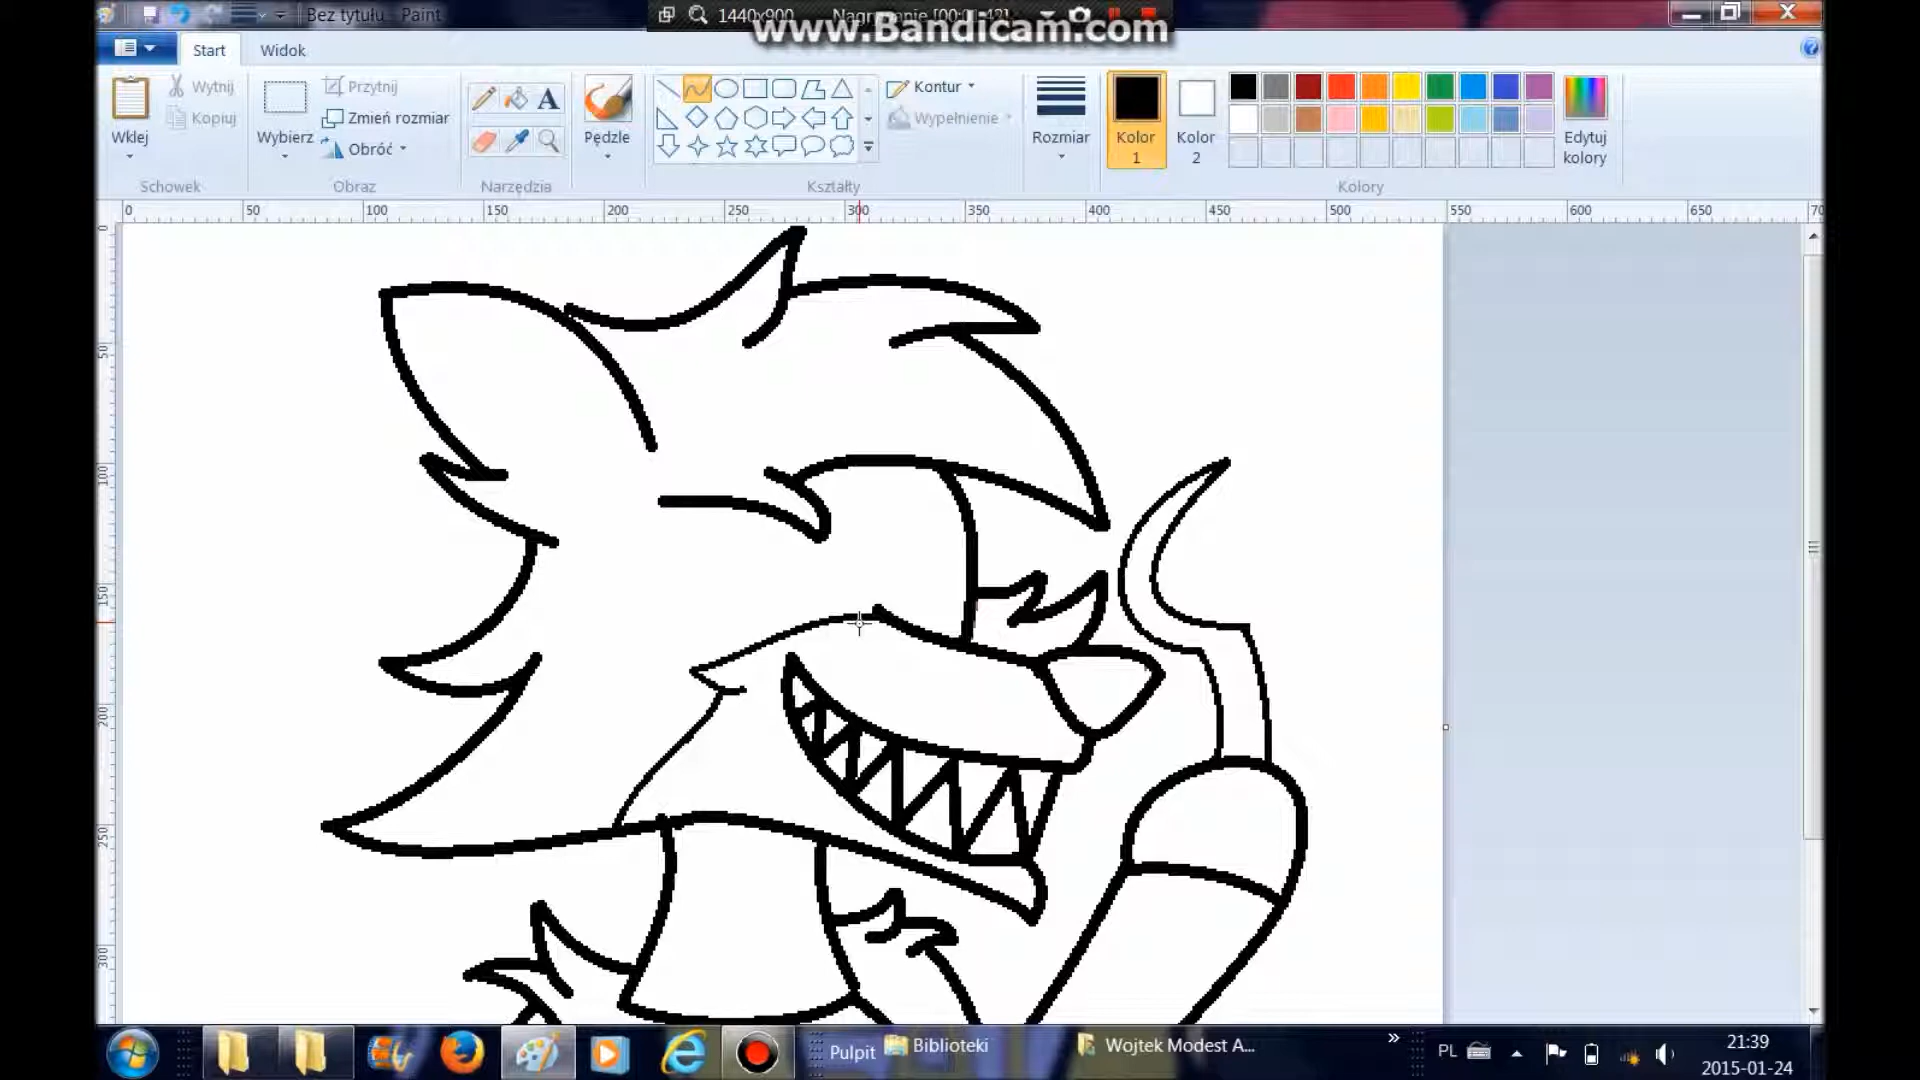 Bez tytułu - Paint
1440x900 Nagrywanie [00:01:42]
www.Bandicam.com
Start Widok
Wklej
Wytnij
Kopiuj
Schowek
Wybierz
Przytnij
Zmień rozmiar
Obróć
Obraz
Narzędzia
Pędzle
Kształty
Kontur
Wypełnienie
Rozmiar
Kolor
1
Kolor
2
Edytuj
kolory
Kolory
0 50 100 150 200 250 300 350 400 450 500 550 600 650 70
0
50
100
150
200
250
300
Pulpit Biblioteki Wojtek Modest A... » PL
21:39
2015-01-24